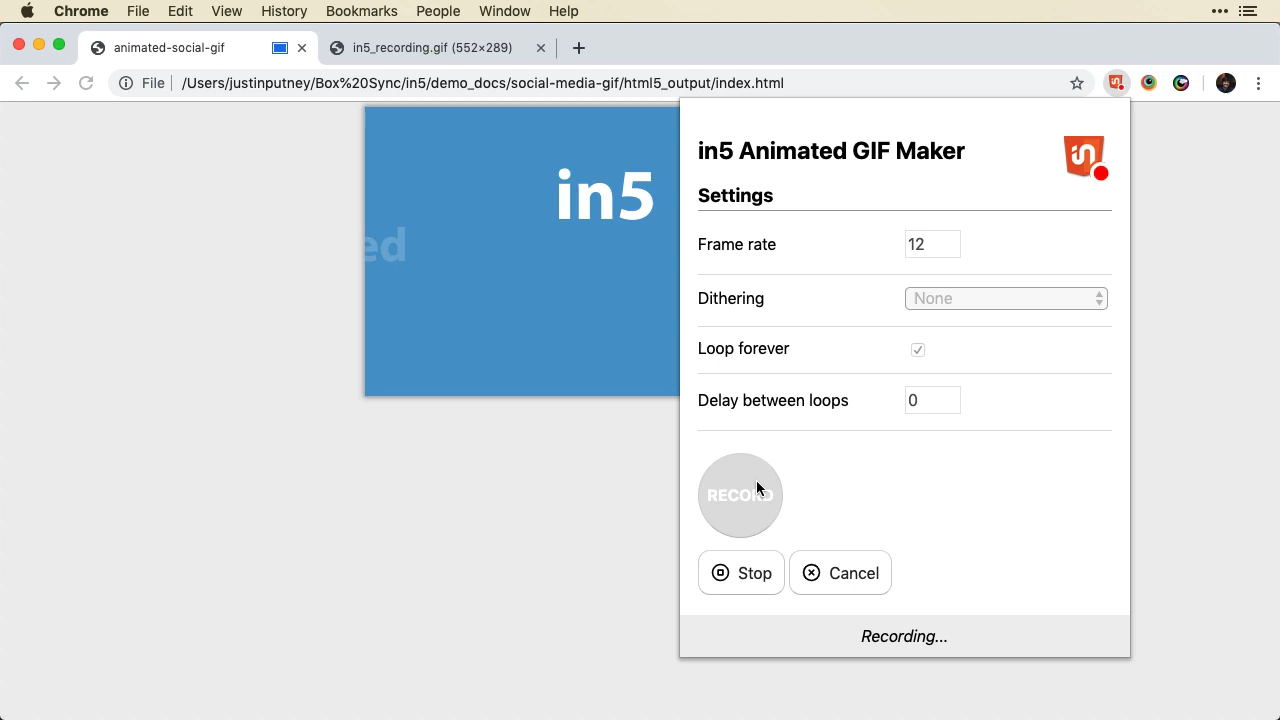 Chrome File Edit View History Bookmarks People Window Help
animated-social-gif
in5_recording.gif (552×289)
File /Users/justinputney/Box%20Sync/in5/demo_docs/social-media-gif/html5_output/index.html
in5
ed
in5 Animated GIF Maker
in
Settings
Frame rate 12
Dithering None
Loop forever
Delay between loops 0
RECORD
Stop Cancel
Recording...